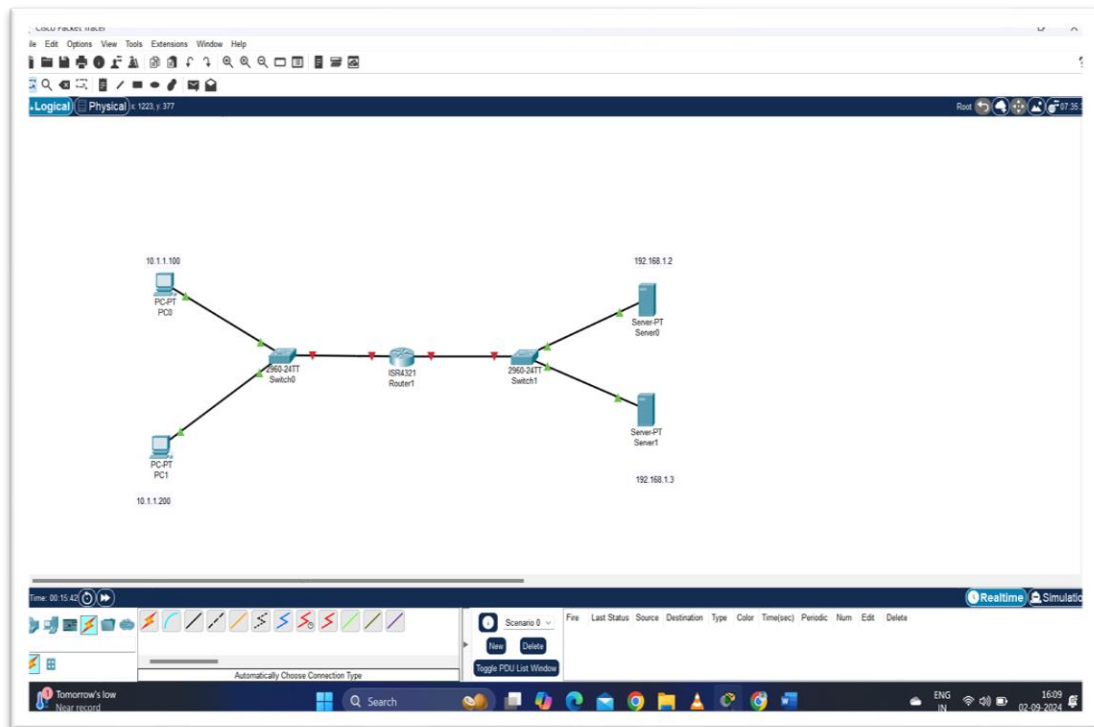 Cisco Packet Tracer
ile Edit Options View Tools Extensions Window Help
Logical Physical x: 1223, y: 377 Root 07:35:
10.1.1.100
192.168.1.2
PC-PT
PC0
Server-PT
Server0
2960-24TT
Switch0
ISR4321
Router1
2960-24TT
Switch1
PC-PT
PC1
Server-PT
Server1
10.1.1.200
192.168.1.3
Time: 00:15:42 Realtime Simulatio
Scenario 0
New Delete
Toggle PDU List Window
Fire Last Status Source Destination Type Color Time(sec) Periodic Num Edit Delete
Automatically Choose Connection Type
1
Tomorrow's low
Near record
Search
ENG
IN
16:09
02-09-2024